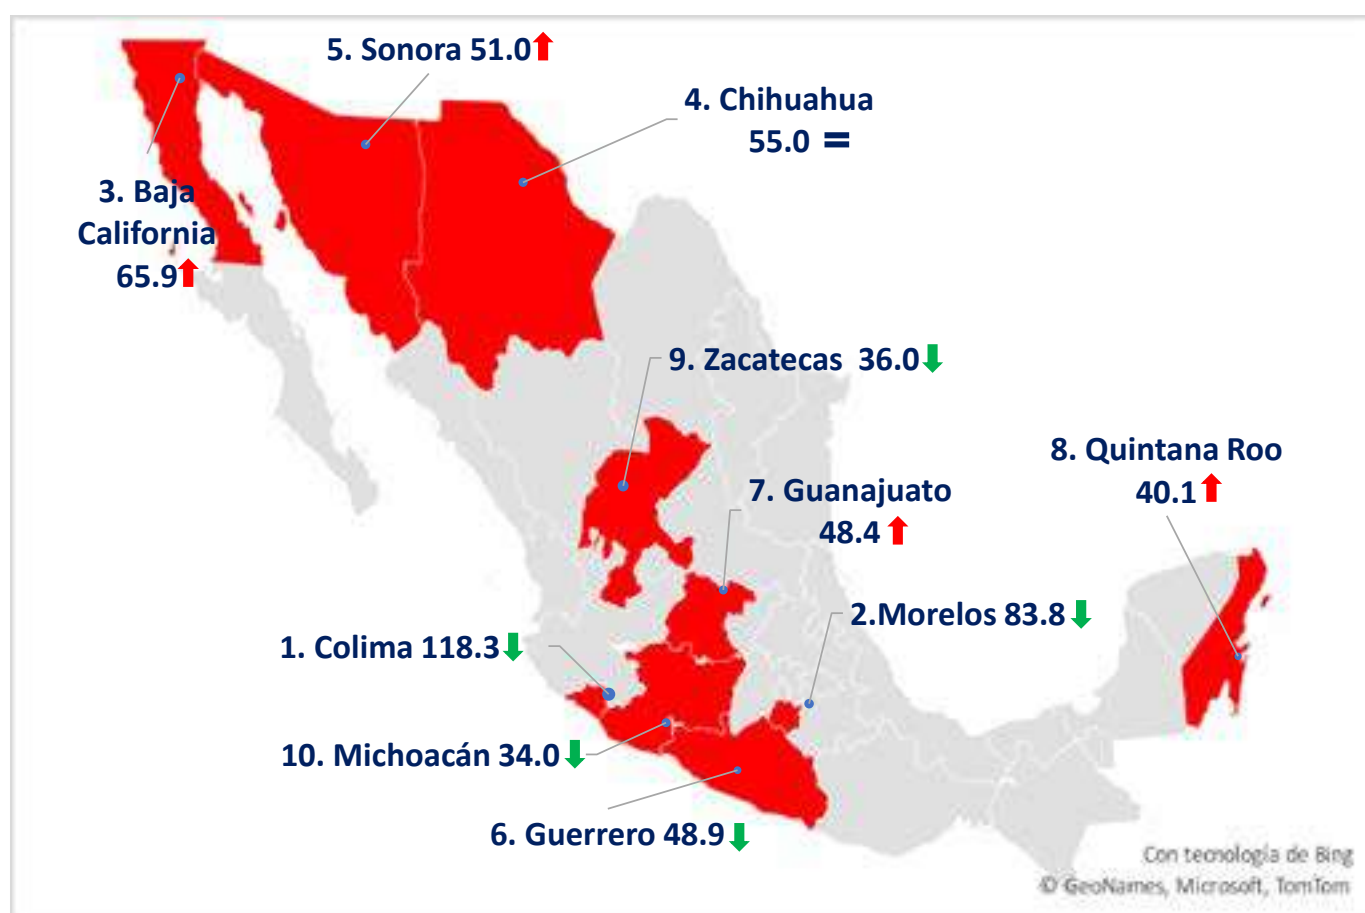 5. Sonora 51.0
4. Chihuahua
55.0 =
3. Baja
California
65.9
9. Zacatecas 36.0
8. Quintana Roo
40.1
7. Guanajuato
48.4
2.Morelos 83.8
1. Colima 118.3
10. Michoacán 34.0
6. Guerrero 48.9
Con tecnología de Bing
© GeoNames, Microsoft, TomTom